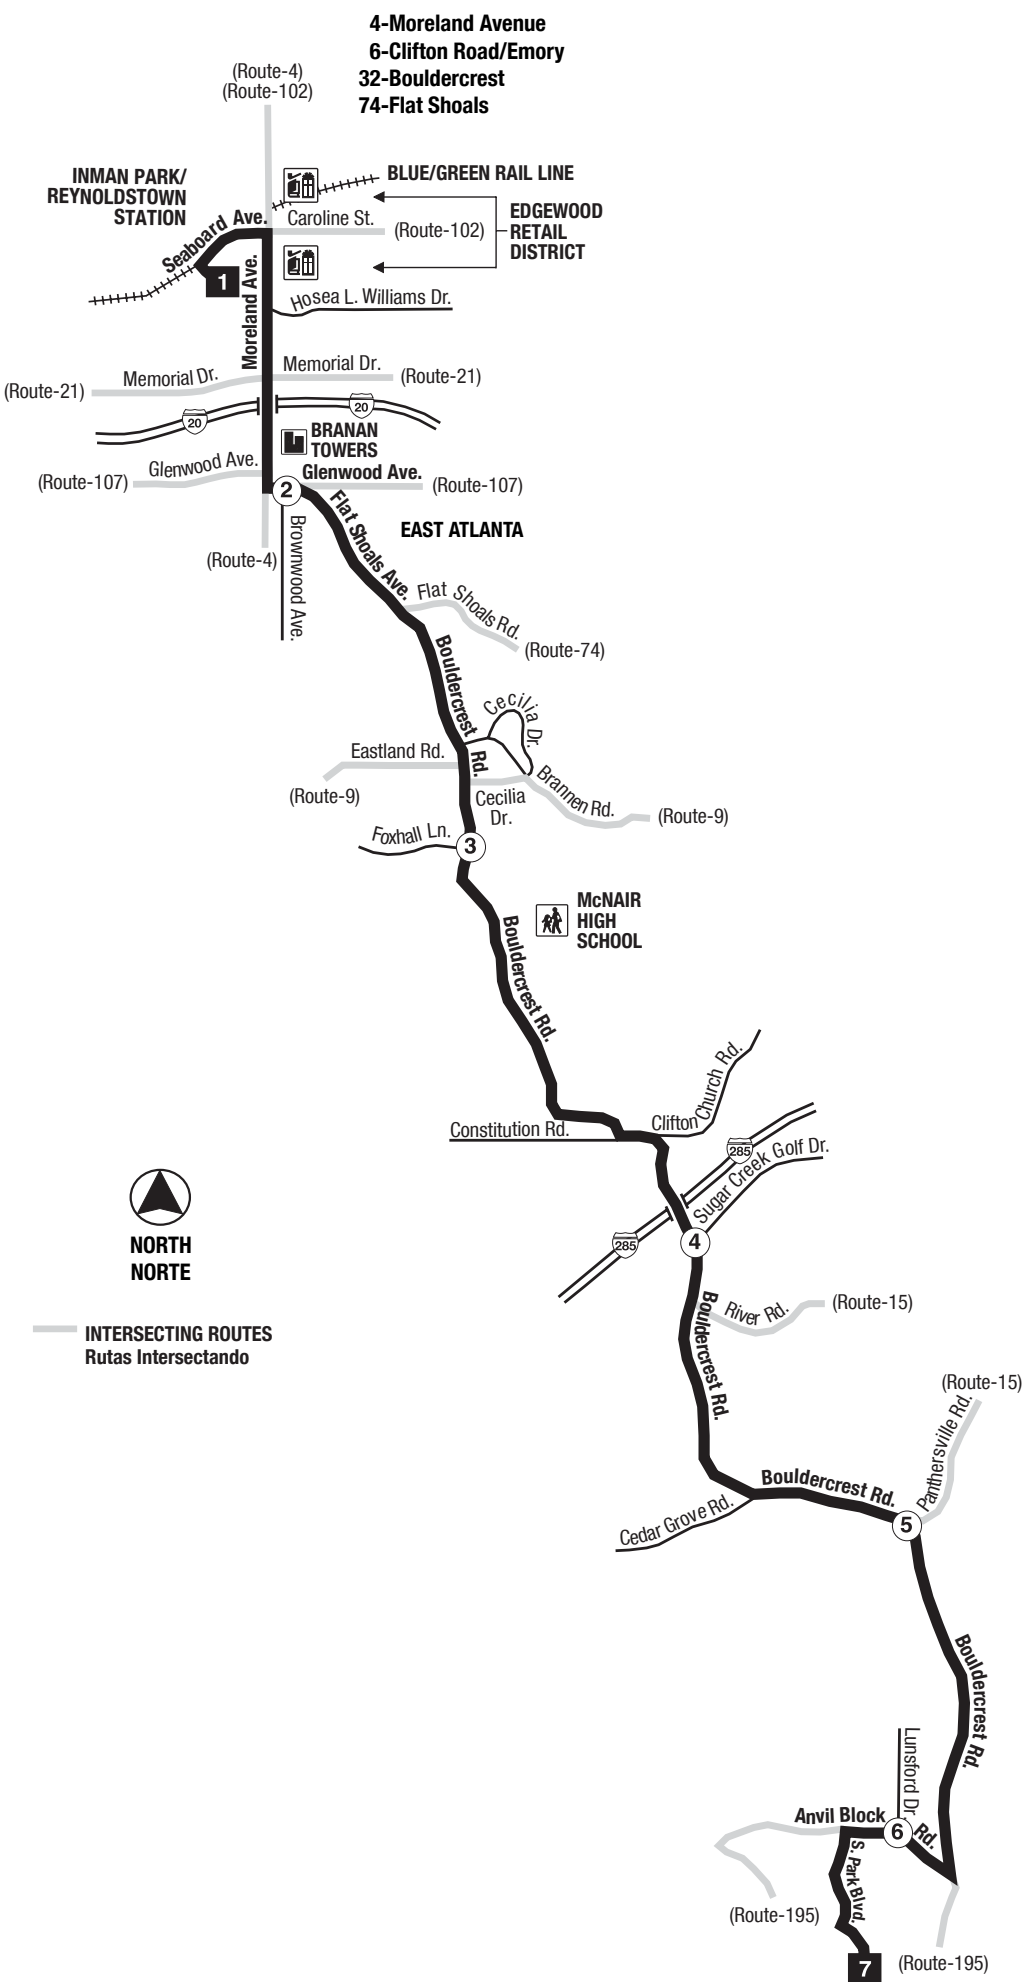 4-Moreland Avenue
6-Clifton Road/Emory
32-Bouldercrest
74-Flat Shoals
(Route-4)
(Route-102)
INMAN PARK/
REYNOLDSTOWN
STATION
BLUE/GREEN RAIL LINE
EDGEWOOD
RETAIL
DISTRICT
Seaboard Ave.
Caroline St.
(Route-102)
1
Moreland Ave.
Hosea L. Williams Dr.
Memorial Dr.
(Route-21)
Memorial Dr.
(Route-21)
20
20
BRANAN
TOWERS
Glenwood Ave.
(Route-107)
Glenwood Ave.
(Route-107)
2
Flat Shoals Ave.
EAST ATLANTA
(Route-4)
Brownwood Ave.
Flat Shoals Rd.
(Route-74)
Bouldercrest Rd.
Cecilia Dr.
Eastland Rd.
(Route-9)
Cecilia
Dr.
Brannen Rd.
(Route-9)
Foxhall Ln.
3
McNAIR
HIGH
SCHOOL
Bouldercrest Rd.
Constitution Rd.
Clifton Church Rd.
285
Sugar Creek Golf Dr.
285
4
NORTH
NORTE
INTERSECTING ROUTES
Rutas Intersectando
River Rd.
(Route-15)
Bouldercrest Rd.
(Route-15)
Panthersville Rd.
Bouldercrest Rd.
Cedar Grove Rd.
5
Bouldercrest Rd.
Lunsford Dr.
Anvil Block Rd.
6
S. Park Blvd.
(Route-195)
(Route-195)
7